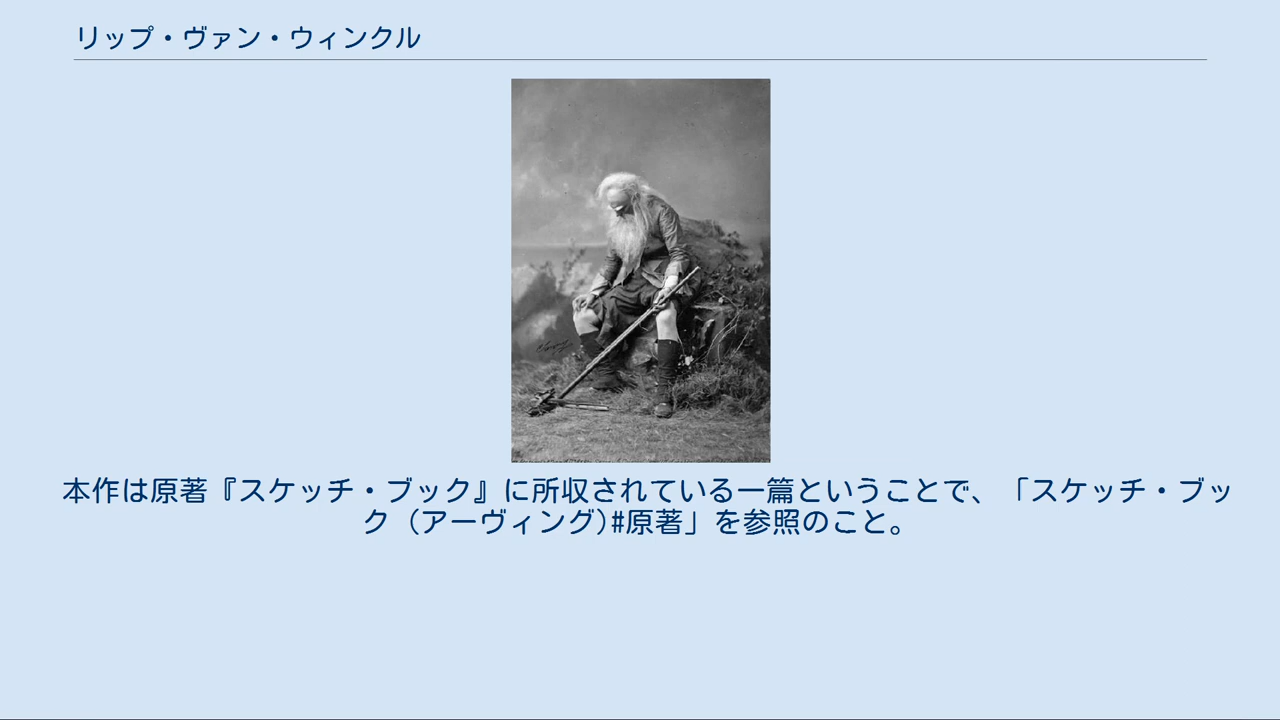 リップ・ヴァン・ウィンクル
本作は原著『スケッチ・ブック』に所収されている一篇ということで、「スケッチ・ブッ
ク（アーヴィング)#原著」を参照のこと。